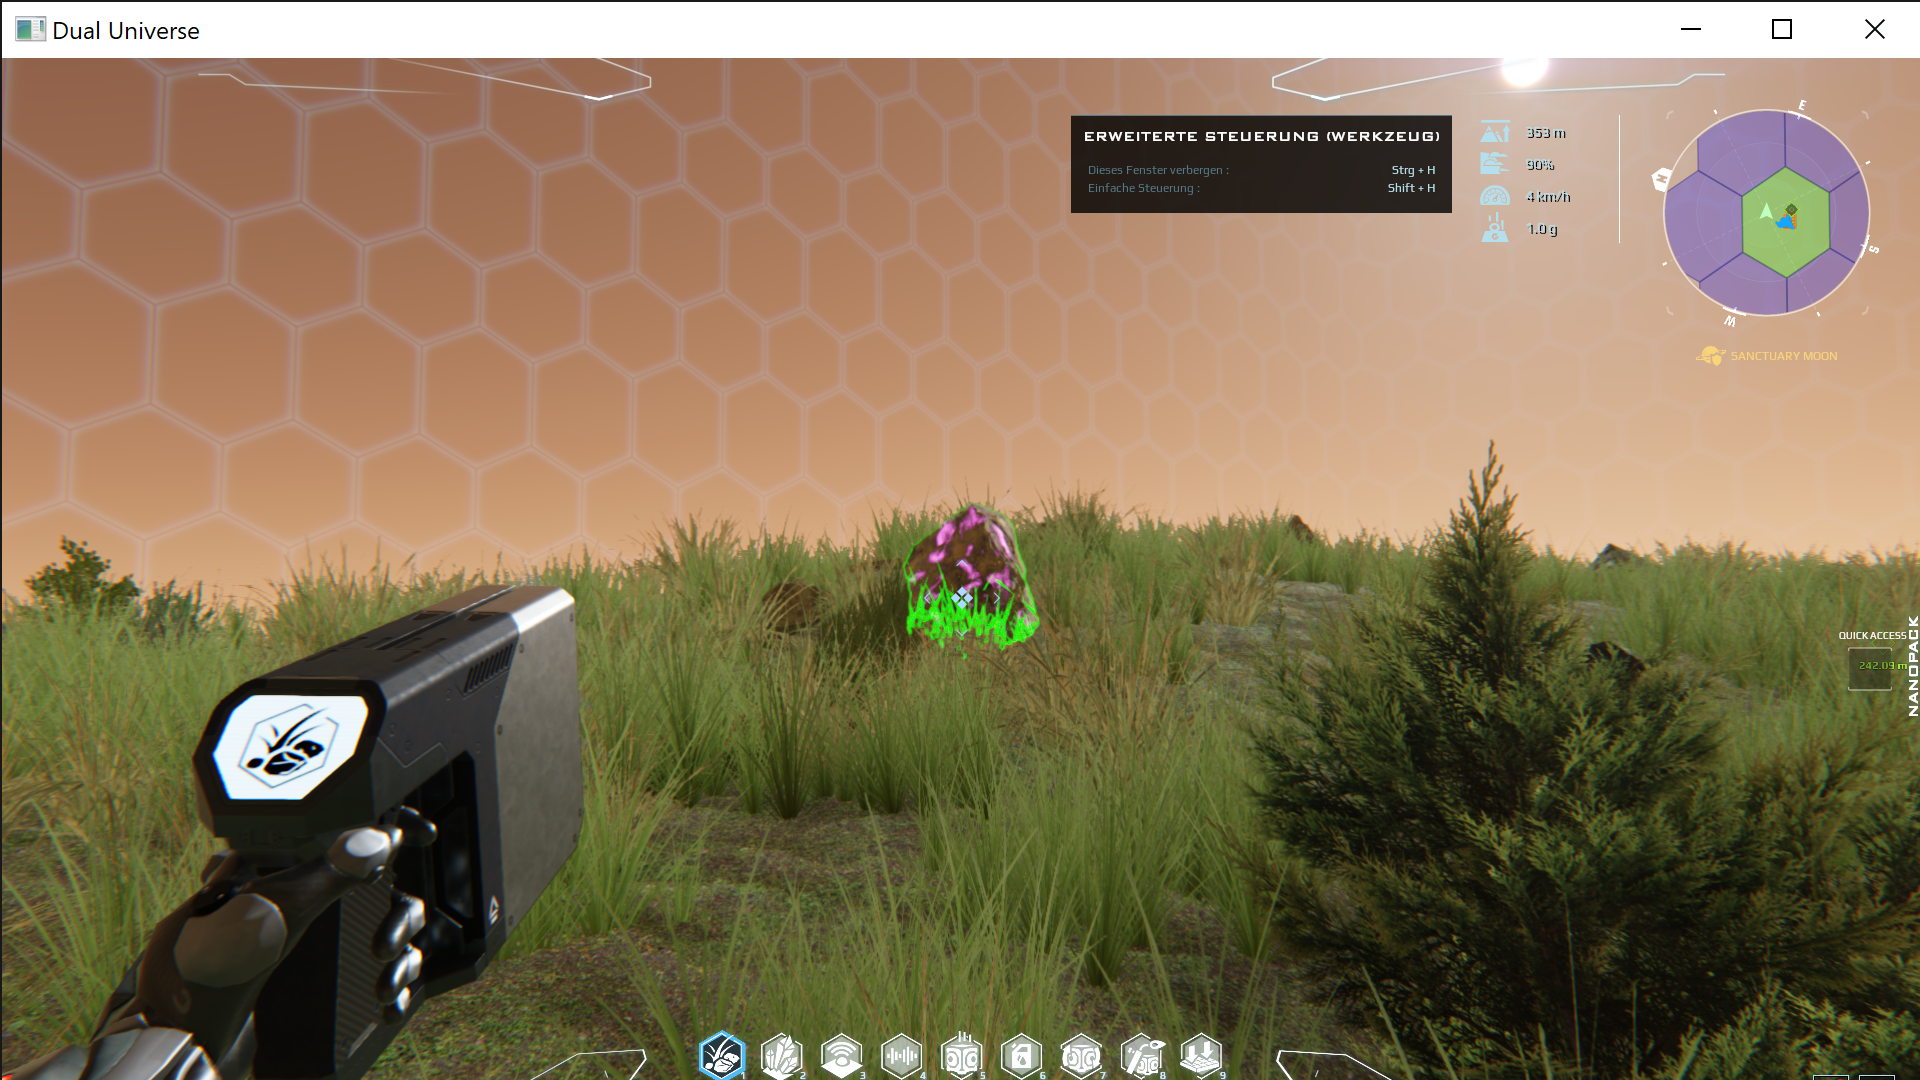 Dual Universe
ERWEITERTE STEUERUNG (WERKZEUG)
Dieses Fenster verbergen : Strg + H
Einfache Steuerung : Shift + H
353 m
90%
4 km/h
1.0 g
E
N
S
W
SANCTUARY MOON
QUICK ACCESS
242.09 m
NANOPACK
1 2 3 4 5 6 7 8 9